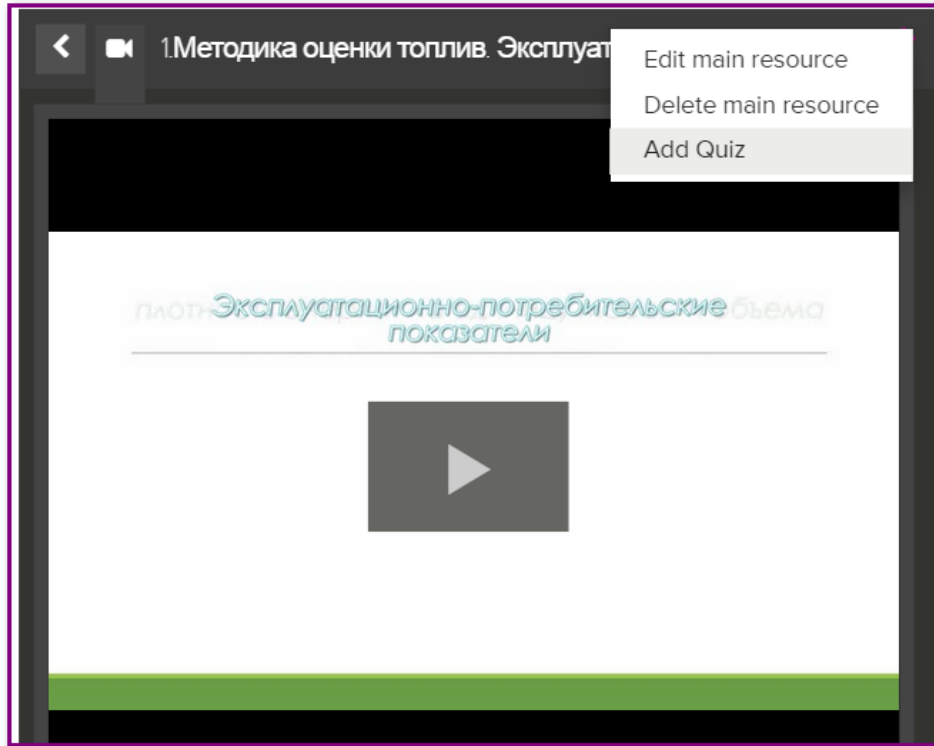 1.Методика оценки топлив. Эксплуат
Edit main resource
Delete main resource
Add Quiz
Эксплуатационно-потребительские
показатели